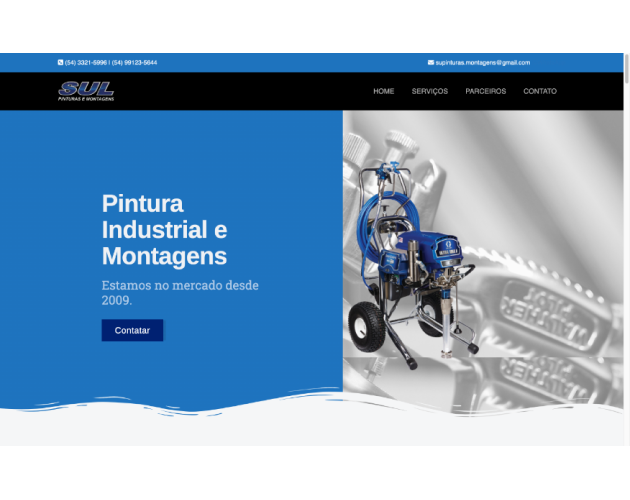 (54) 3321-5996 | (54) 99123-5644
supinturas.montagens@gmail.com
SUL
PINTURAS E MONTAGENS
HOME
SERVIÇOS
PARCEIROS
CONTATO
Pintura
Industrial e
Montagens
Estamos no mercado desde
2009.
Contatar